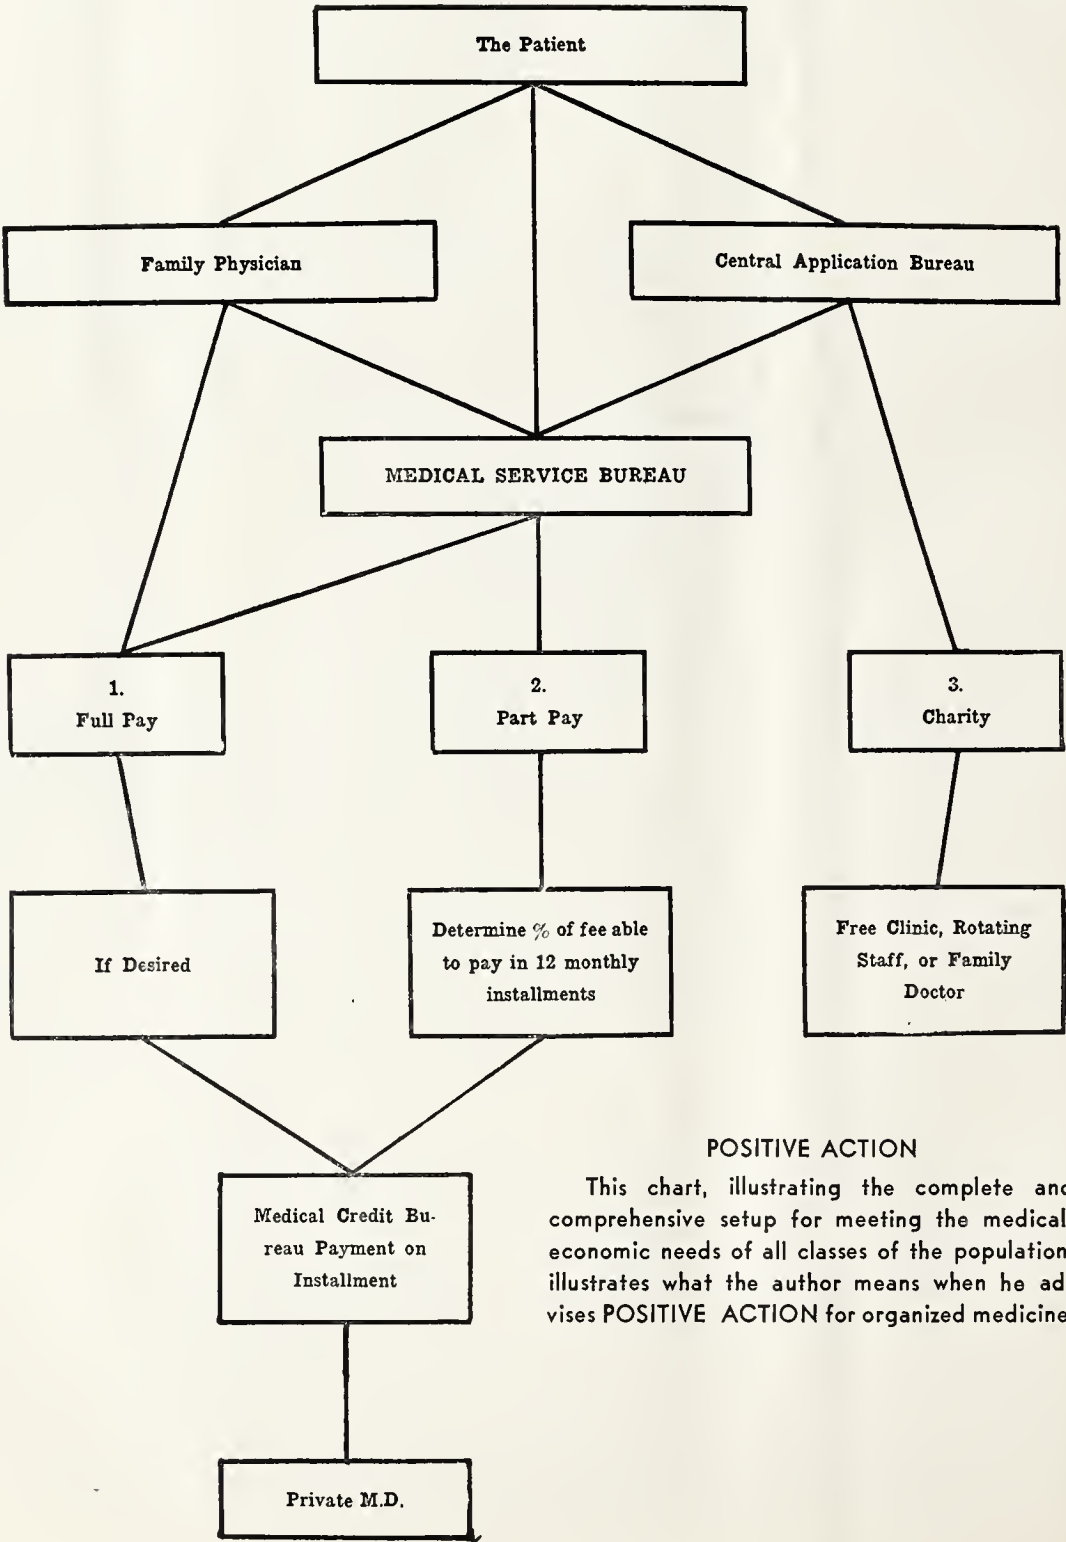 The Patient
Family Physician
Central Application Bureau
MEDICAL SERVICE BUREAU
1.
Full Pay
2.
Part Pay
3.
Charity
If Desired
Determine % of fee able
to pay in 12 monthly
installments
Free Clinic, Rotating
Staff, or Family
Doctor
Medical Credit Bu-
reau Payment on
Installment
Private M.D.
POSITIVE ACTION
This chart, illustrating the complete and
comprehensive setup for meeting the medical
economic needs of all classes of the population
illustrates what the author means when he ad
vises POSITIVE ACTION for organized medicine